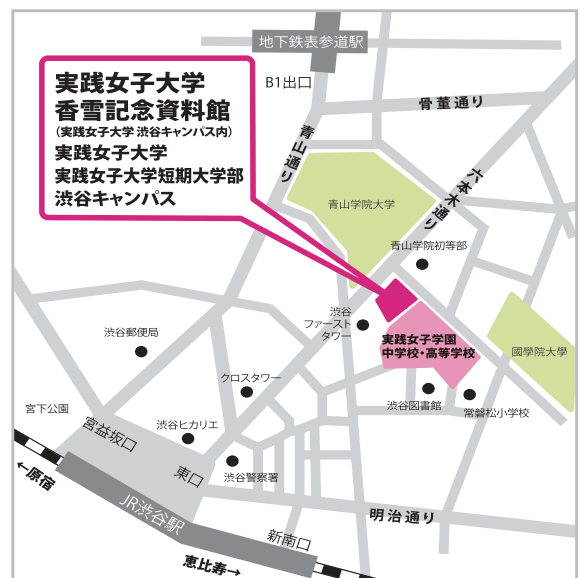 地下鉄表参道駅
B1出口
実践女子大学
香雪記念資料館
(実践女子大学 渋谷キャンパス内)
実践女子大学
実践女子大学短期大学部
渋谷キャンパス
骨董通り
青山通り
六本木通り
青山学院大学
青山学院初等部
渋谷
ファースト
タワー
実践女子学園
中学校・高等学校
國學院大學
渋谷郵便局
クロスタワー
渋谷図書館
常磐松小学校
宮下公園
宮益坂口
渋谷ヒカリエ
東口
渋谷警察署
←原宿
JR渋谷駅
明治通り
新南口
恵比寿→